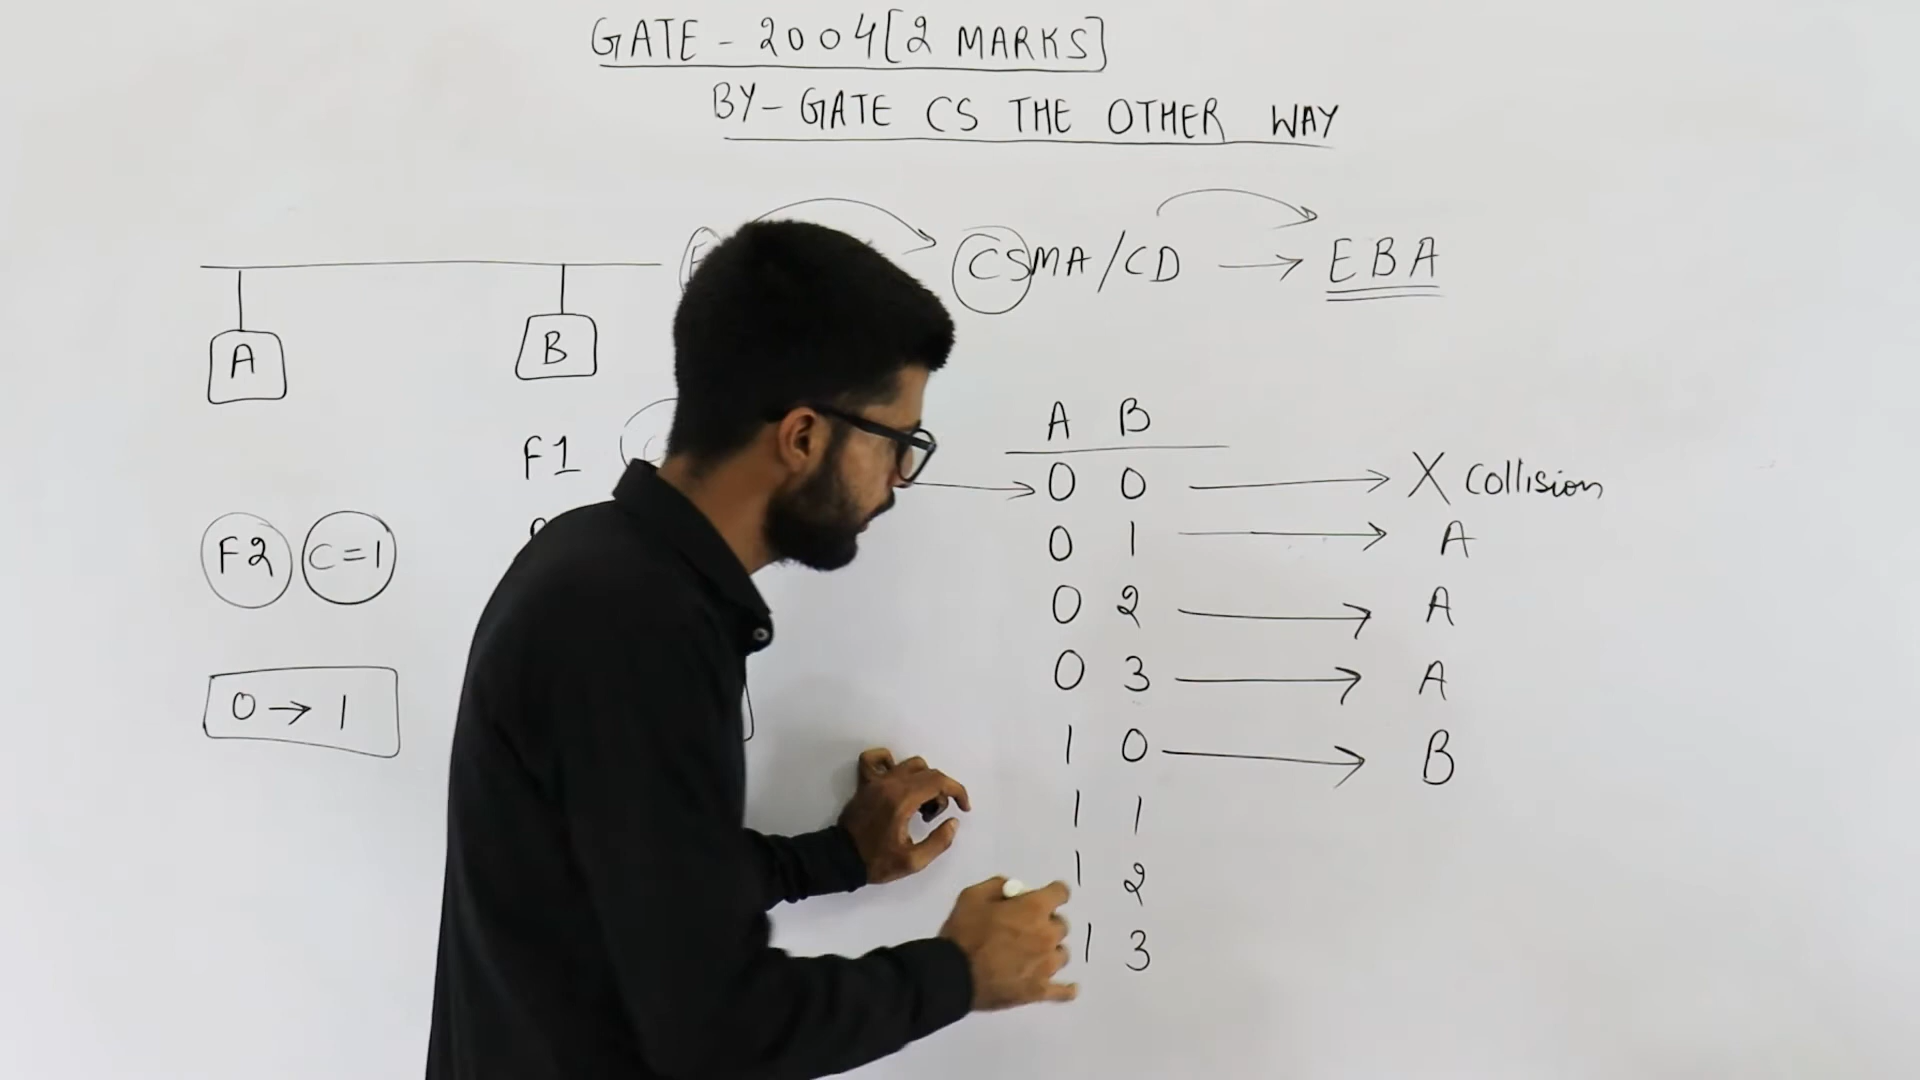 GATE - 2004[2 MARKS]
BY - GATE CS THE OTHER WAY
CSMA/CD → EBA
A
B
F1
F2 C=1
0 → 1
A B
0 0 → X Collision
0 1 → A
0 2 → A
0 3 → A
1 0 → B
1 1
1 2
1 3